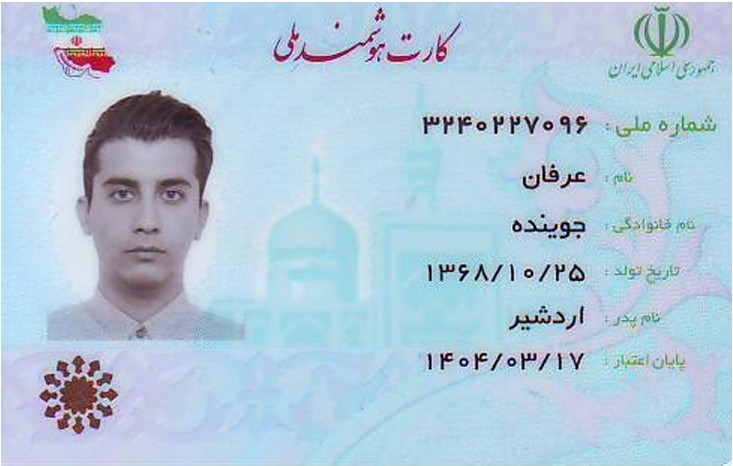 کارت هوشمند ملی
جمهوری اسلامی ایران
شماره ملی : ۳۲۴۰۲۲۷۰۹۶
نام : عرفان
نام خانوادگی : جوینده
تاریخ تولد : ۱۳۶۸/۱۰/۲۵
نام پدر : اردشیر
پایان اعتبار : ۱۴۰۴/۰۳/۱۷